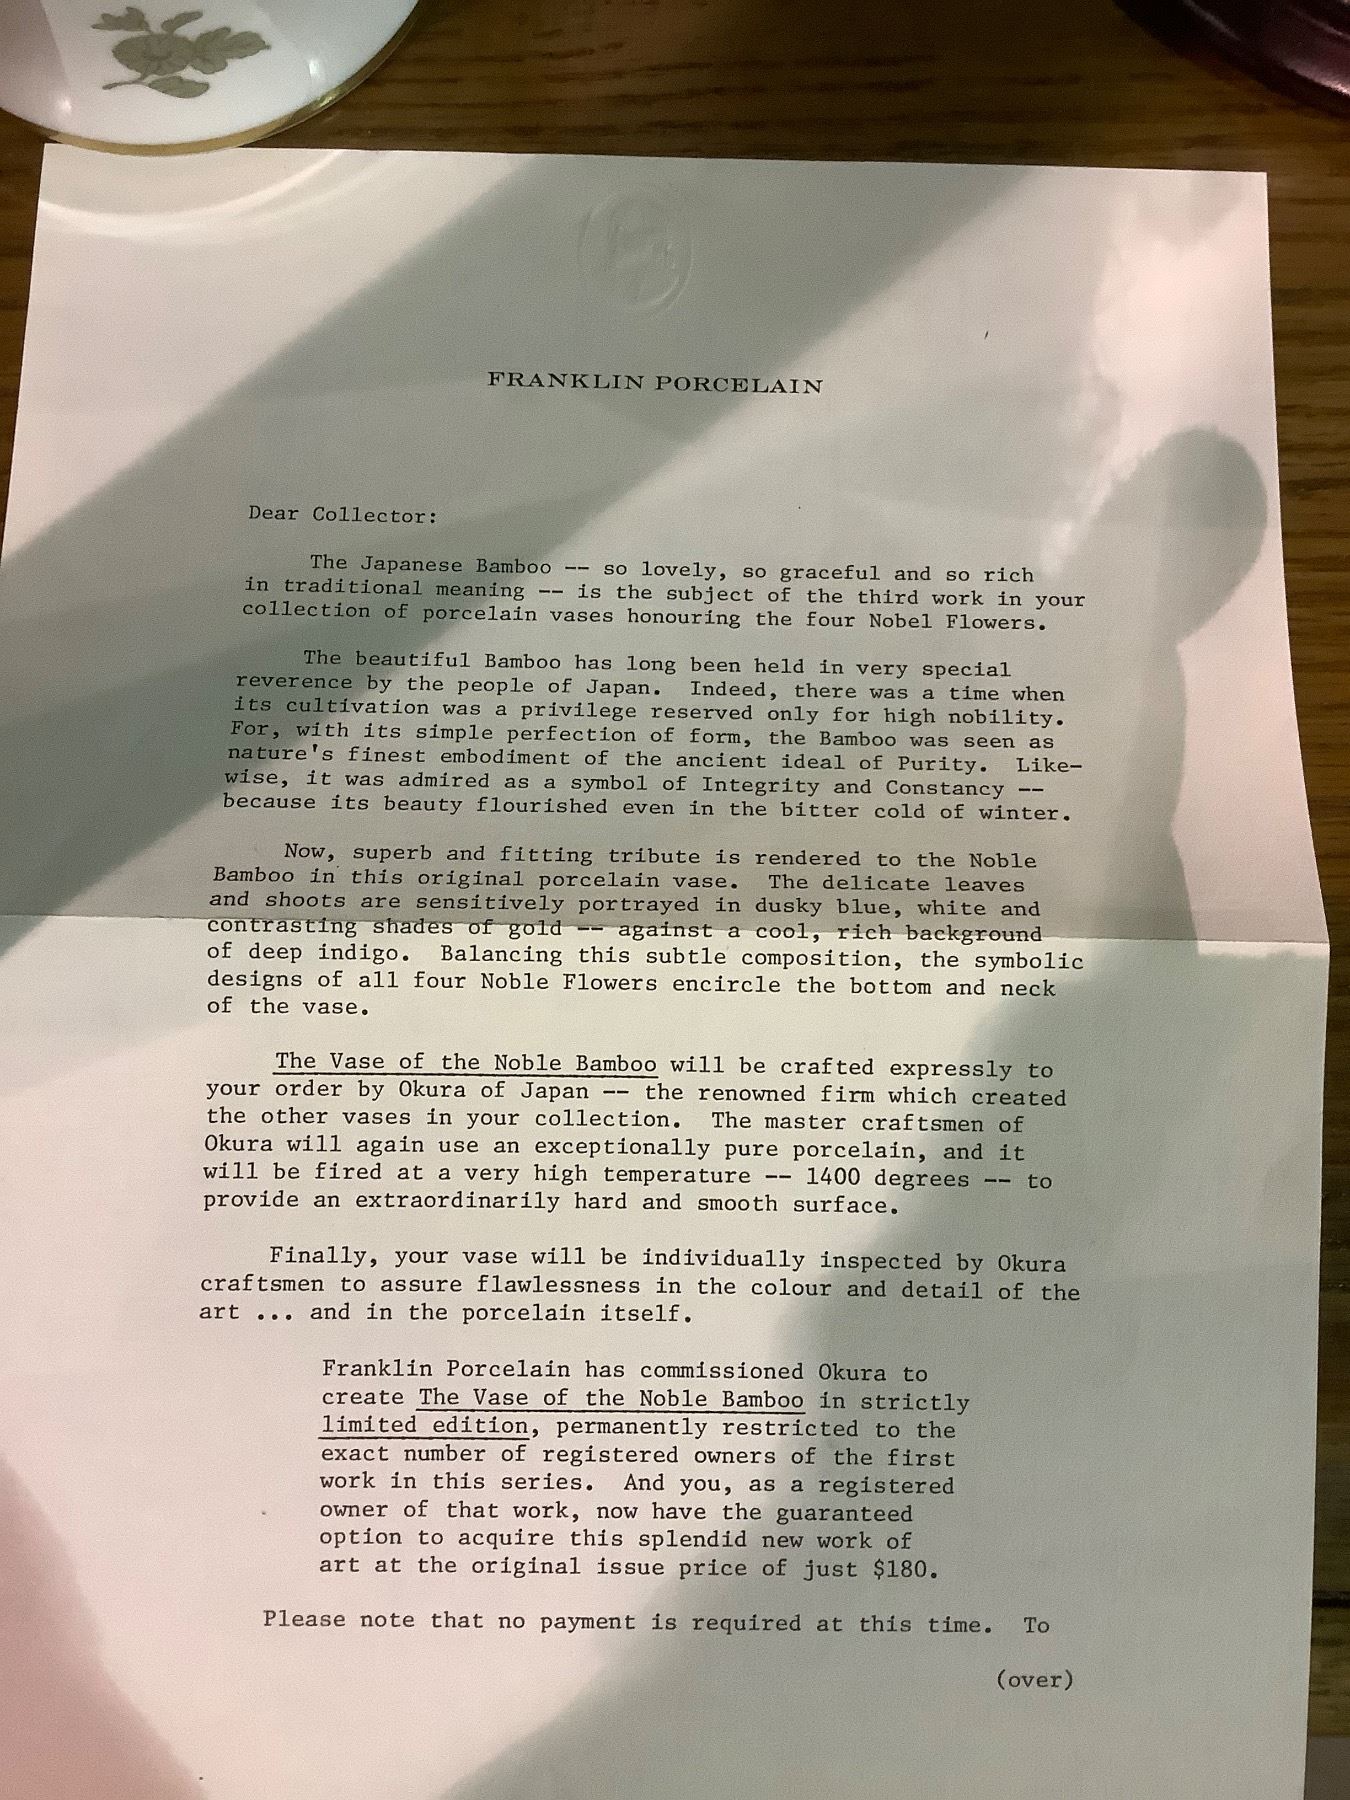 FRANKLIN PORCELAIN
Dear Collector:
The Japanese Bamboo -- so lovely, so graceful and so rich
in traditional meaning -- is the subject of the third work in your
collection of porcelain vases honouring the four Nobel Flowers.
The beautiful Bamboo has long been held in very special
reverence by the people of Japan. Indeed, there was a time when
its cultivation was a privilege reserved only for high nobility.
For, with its simple perfection of form, the Bamboo was seen as
nature's finest embodiment of the ancient ideal of Purity. Like-
wise, it was admired as a symbol of Integrity and Constancy --
because its beauty flourished even in the bitter cold of winter.
Now, superb and fitting tribute is rendered to the Noble
Bamboo in this original porcelain vase. The delicate leaves
and shoots are sensitively portrayed in dusky blue, white and
contrasting shades of gold -- against a cool, rich background
of deep indigo. Balancing this subtle composition, the symbolic
designs of all four Noble Flowers encircle the bottom and neck
of the vase.
The Vase of the Noble Bamboo will be crafted expressly to
your order by Okura of Japan -- the renowned firm which created
the other vases in your collection. The master craftsmen of
Okura will again use an exceptionally pure porcelain, and it
will be fired at a very high temperature -- 1400 degrees -- to
provide an extraordinarily hard and smooth surface.
Finally, your vase will be individually inspected by Okura
craftsmen to assure flawlessness in the colour and detail of the
art ... and in the porcelain itself.
Franklin Porcelain has commissioned Okura to
create The Vase of the Noble Bamboo in strictly
limited edition, permanently restricted to the
exact number of registered owners of the first
work in this series. And you, as a registered
owner of that work, now have the guaranteed
option to acquire this splendid new work of
art at the original issue price of just $180.
Please note that no payment is required at this time. To
(over)